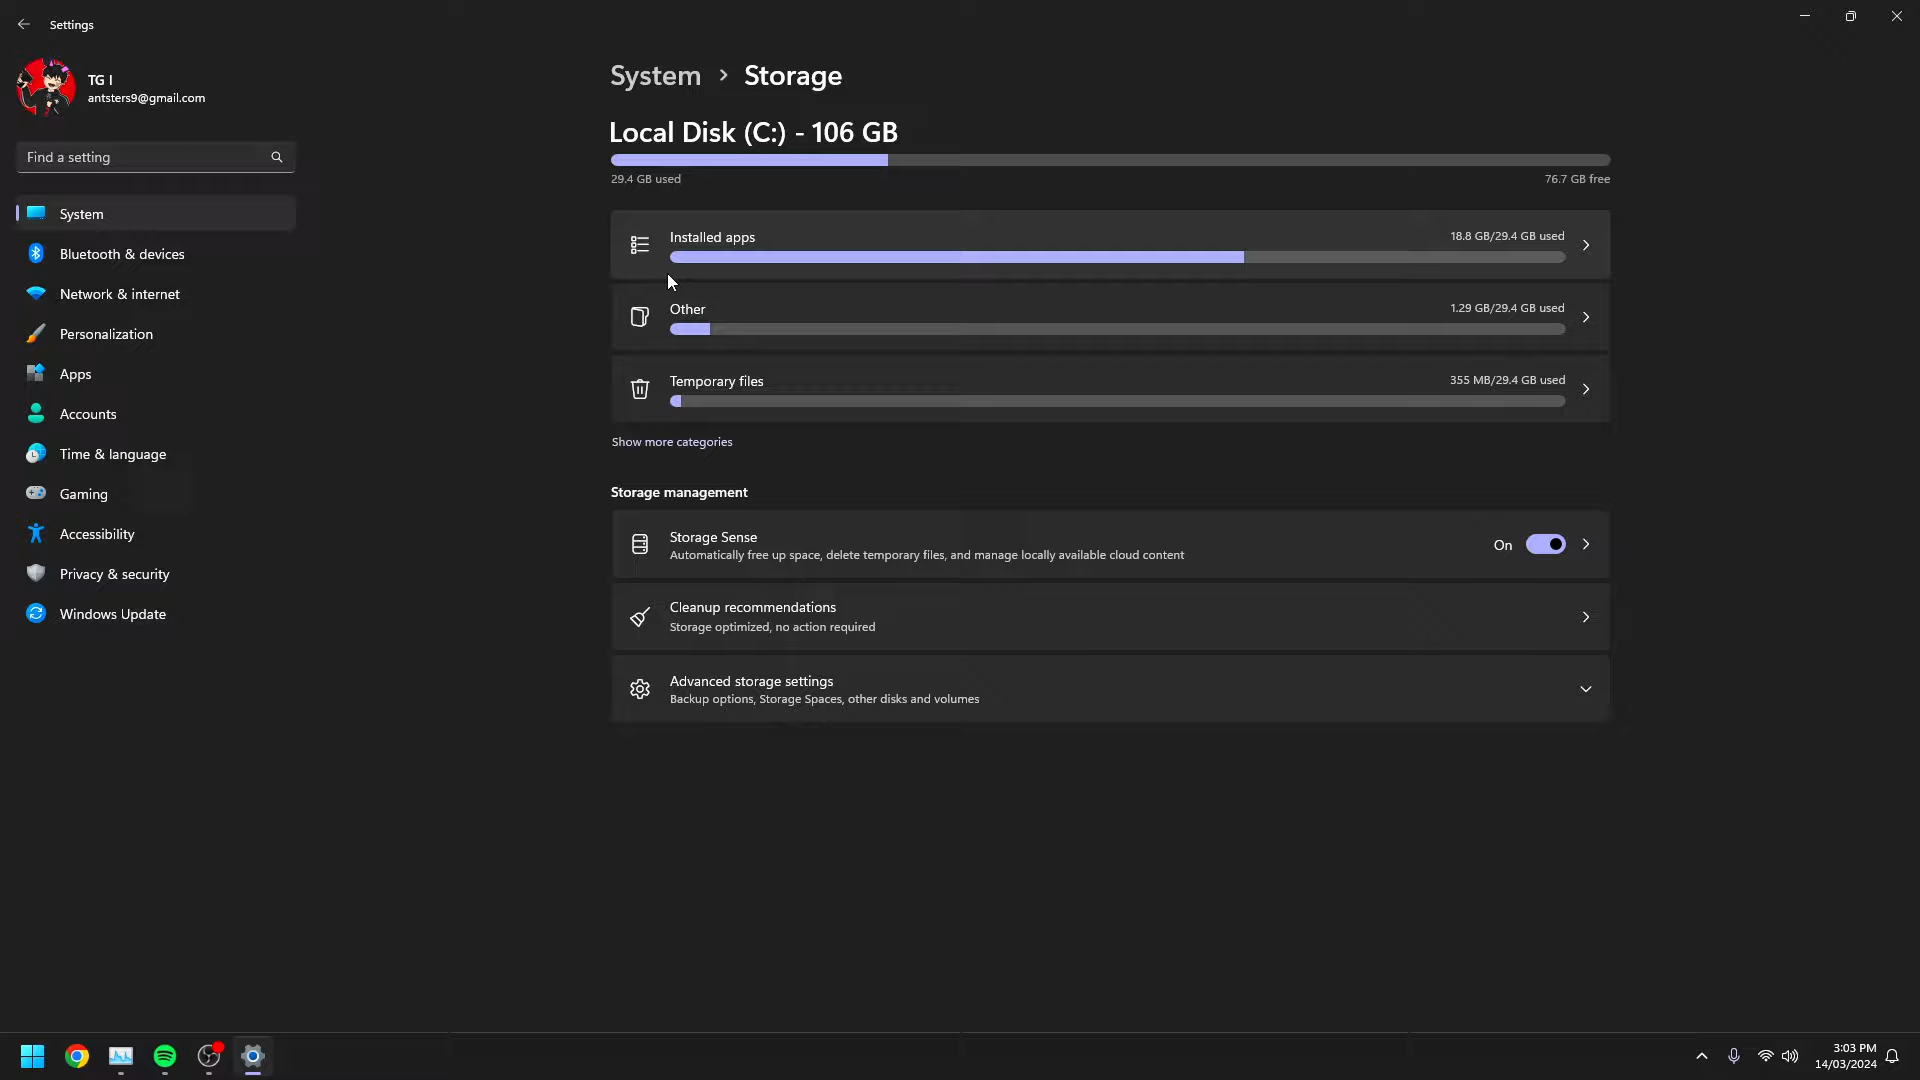 Settings
TG I
antsters9@gmail.com
Find a setting
System
Bluetooth & devices
Network & internet
Personalization
Apps
Accounts
Time & language
Gaming
Accessibility
Privacy & security
Windows Update
System > Storage
Local Disk (C:) - 106 GB
29.4 GB used 76.7 GB free
Installed apps 18.8 GB/29.4 GB used
Other 1.29 GB/29.4 GB used
Temporary files 355 MB/29.4 GB used
Show more categories
Storage management
Storage Sense On
Automatically free up space, delete temporary files, and manage locally available cloud content
Cleanup recommendations
Storage optimized, no action required
Advanced storage settings
Backup options, Storage Spaces, other disks and volumes
3:03 PM
14/03/2024